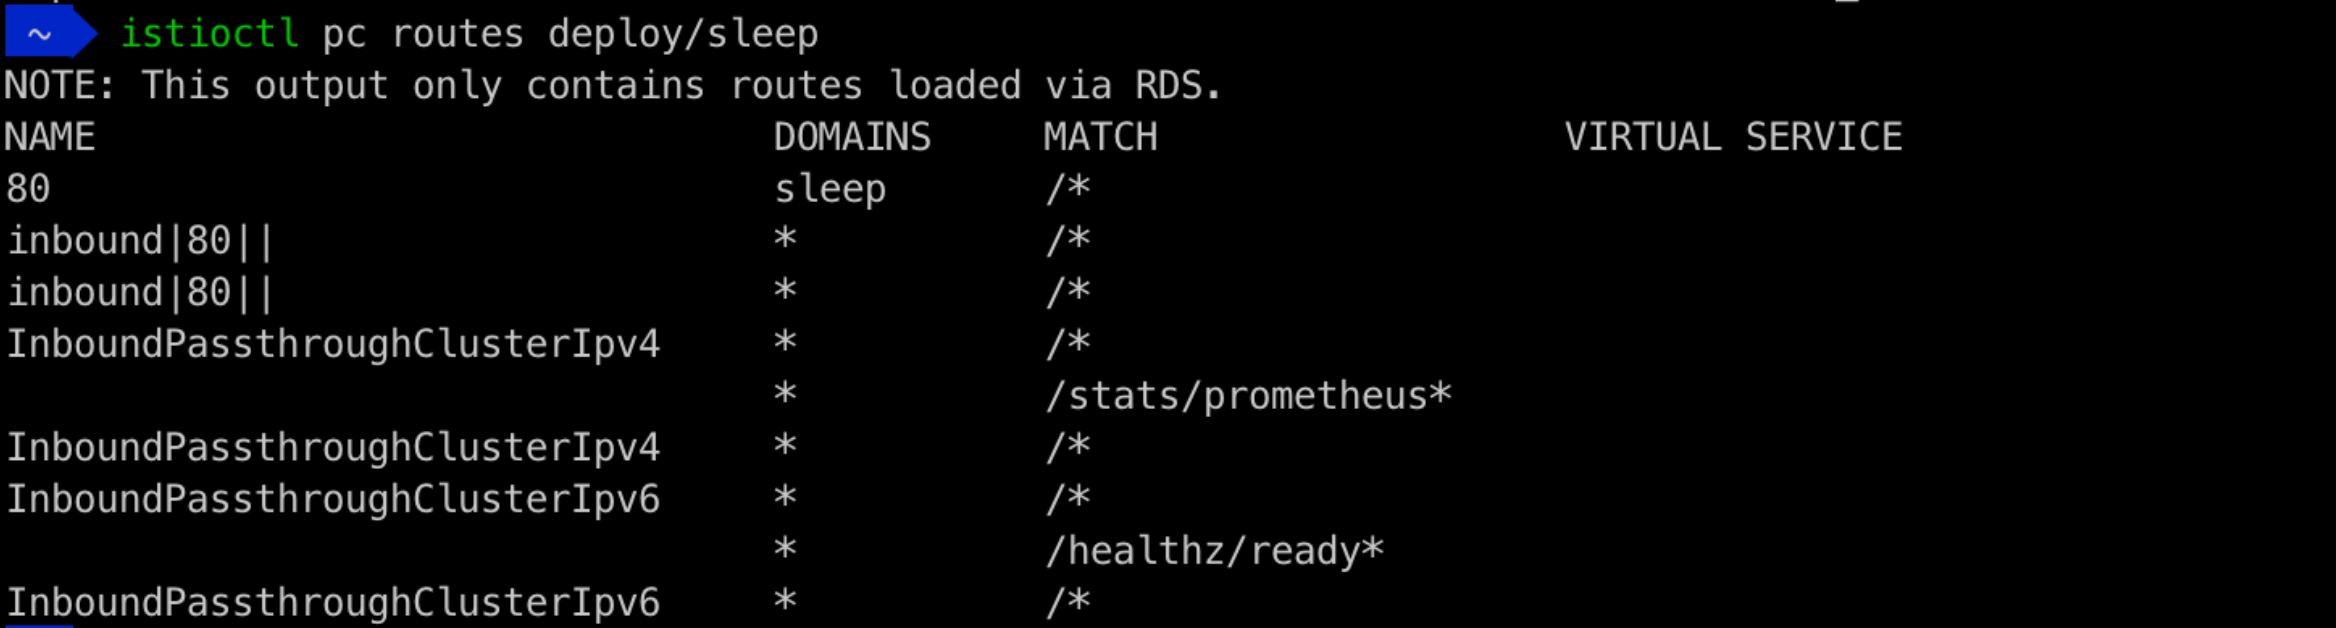 ~ istioctl pc routes deploy/sleep
NOTE: This output only contains routes loaded via RDS.
NAME DOMAINS MATCH VIRTUAL SERVICE
80 sleep /*
inbound|80|| * /*
inbound|80|| * /*
InboundPassthroughClusterIpv4 * /*
* /stats/prometheus*
InboundPassthroughClusterIpv4 * /*
InboundPassthroughClusterIpv6 * /*
* /healthz/ready*
InboundPassthroughClusterIpv6 * /*